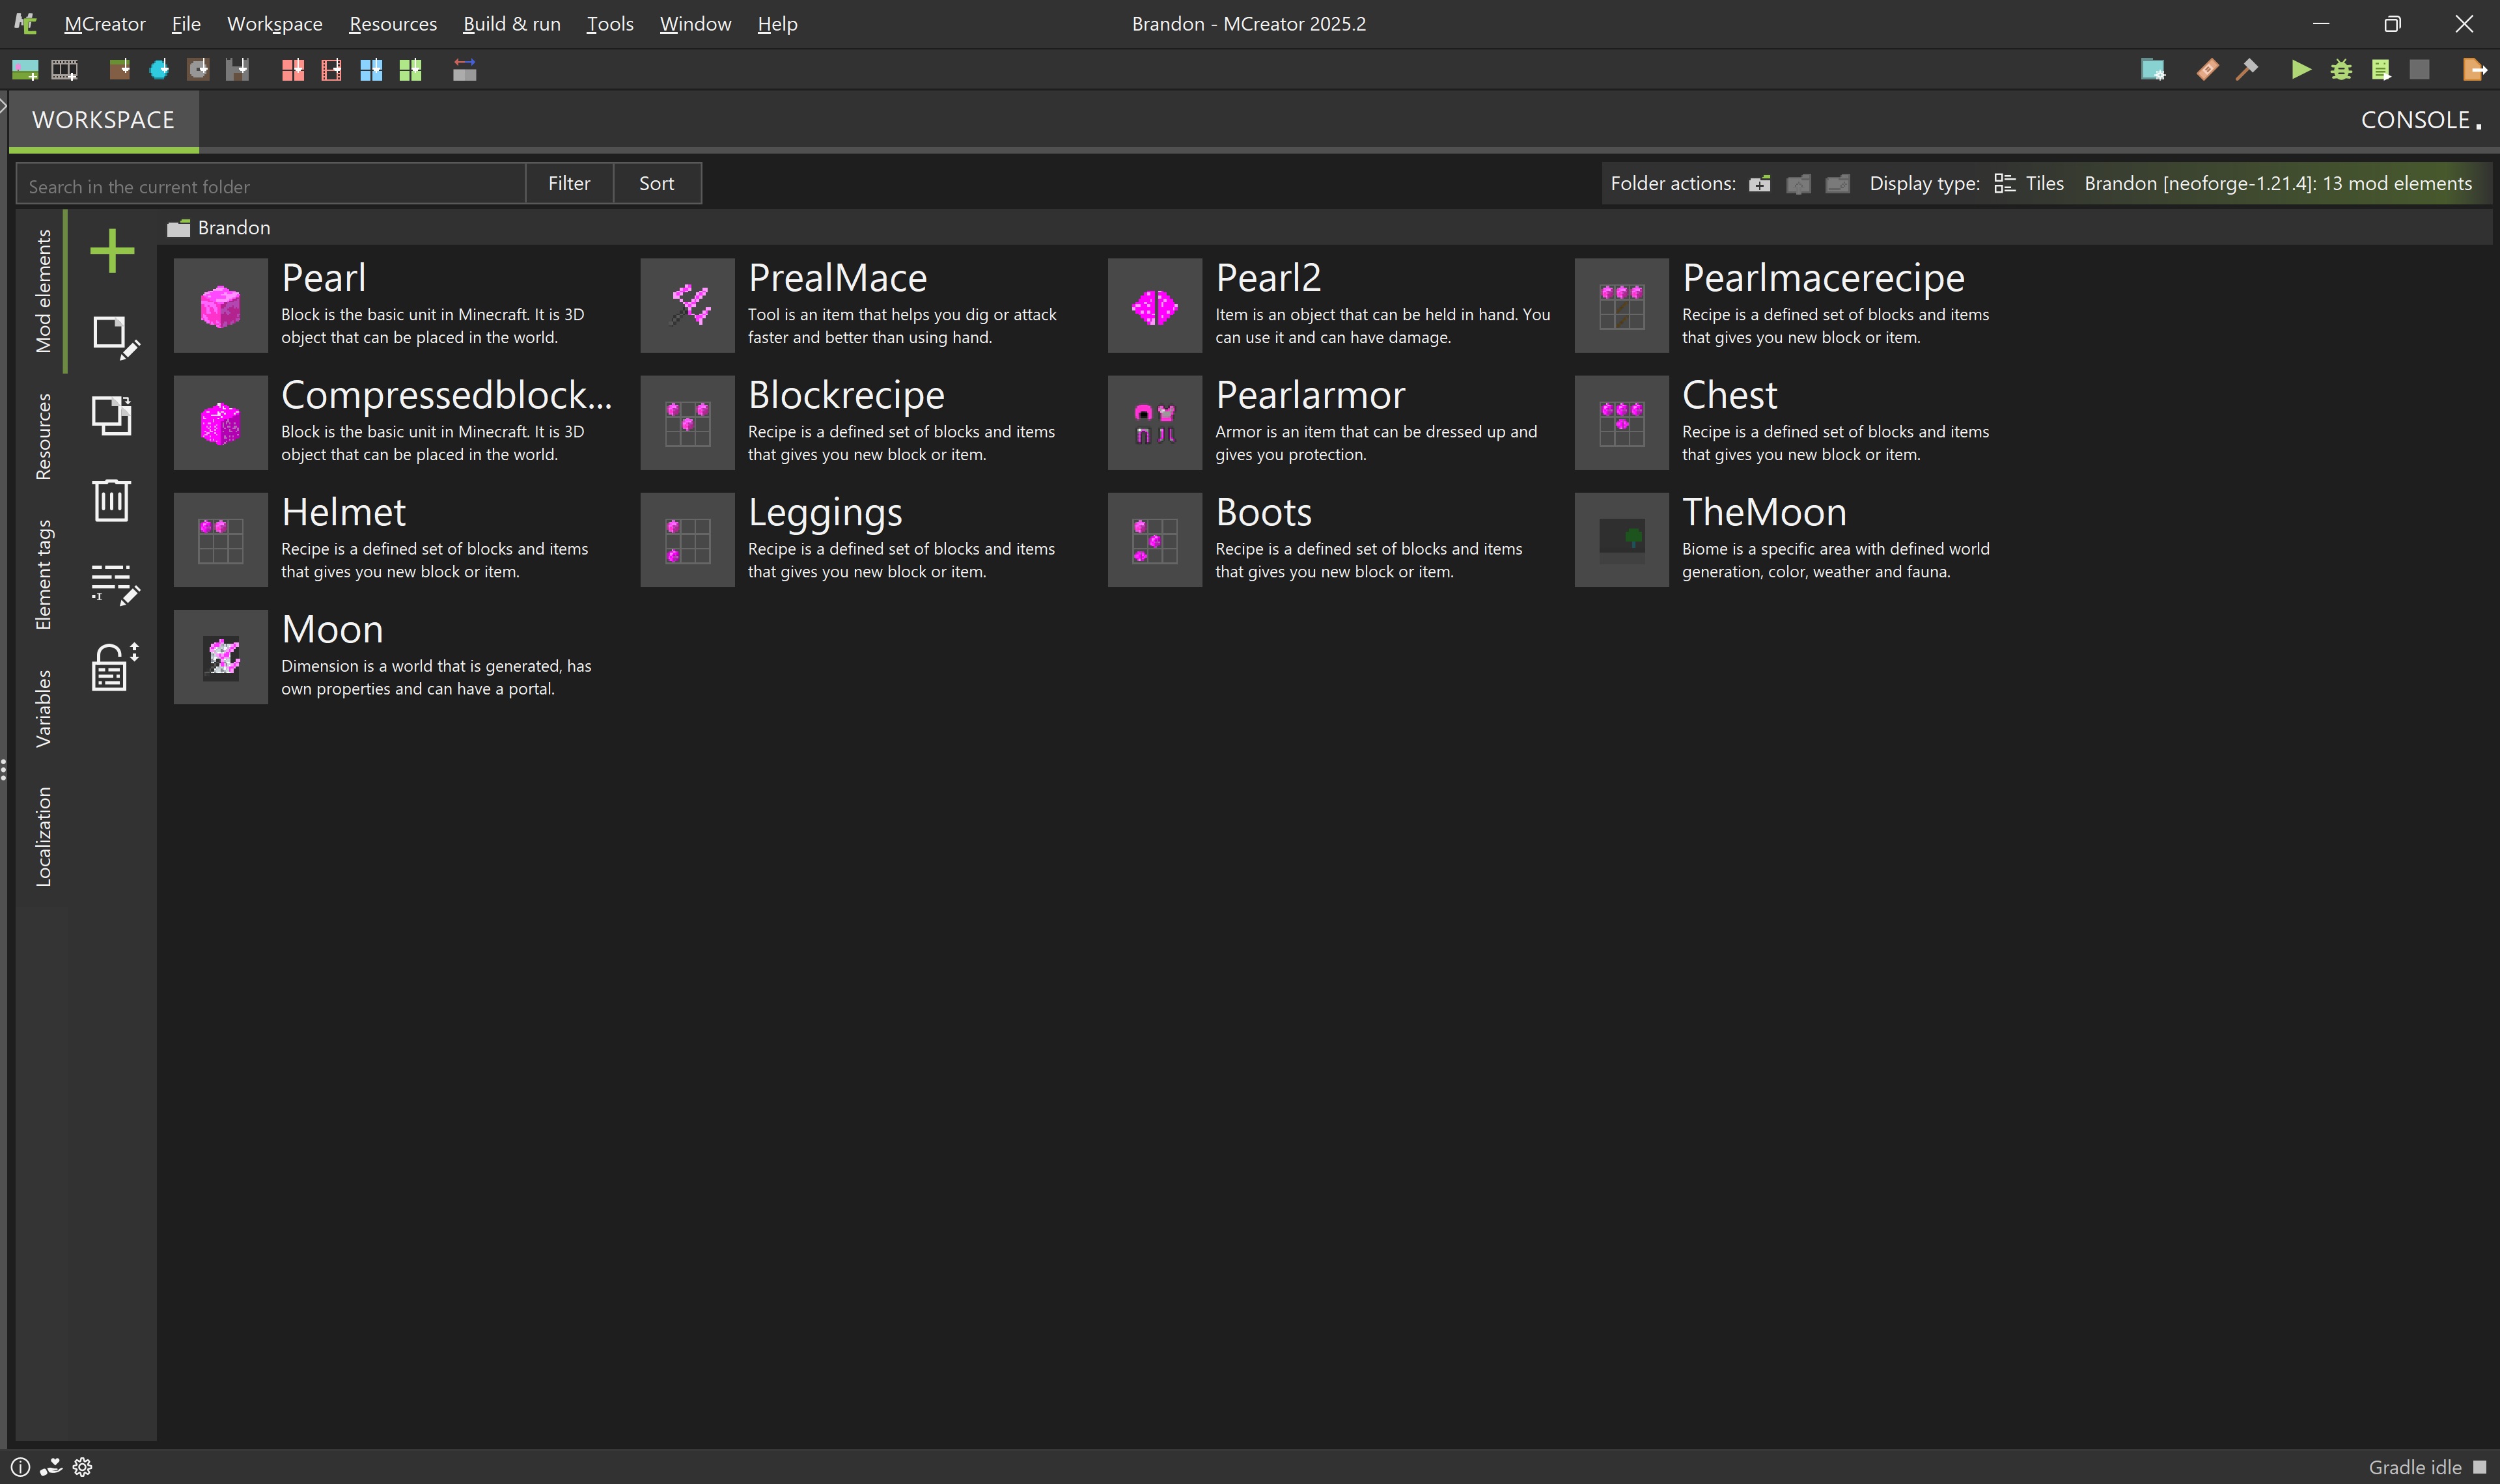 MCreator File Workspace Resources Build & run Tools Window Help Brandon - MCreator 2025.2
WORKSPACE CONSOLE
Search in the current folder Filter Sort Folder actions: Display type: Tiles Brandon [neoforge-1.21.4]: 13 mod elements
Mod elements
Resources
Element tags
Variables
Localization
Brandon
Pearl
Block is the basic unit in Minecraft. It is 3D
object that can be placed in the world.
PrealMace
Tool is an item that helps you dig or attack
faster and better than using hand.
Pearl2
Item is an object that can be held in hand. You
can use it and can have damage.
Pearlmacerecipe
Recipe is a defined set of blocks and items
that gives you new block or item.
Compressedblock...
Block is the basic unit in Minecraft. It is 3D
object that can be placed in the world.
Blockrecipe
Recipe is a defined set of blocks and items
that gives you new block or item.
Pearlarmor
Armor is an item that can be dressed up and
gives you protection.
Chest
Recipe is a defined set of blocks and items
that gives you new block or item.
Helmet
Recipe is a defined set of blocks and items
that gives you new block or item.
Leggings
Recipe is a defined set of blocks and items
that gives you new block or item.
Boots
Recipe is a defined set of blocks and items
that gives you new block or item.
TheMoon
Biome is a specific area with defined world
generation, color, weather and fauna.
Moon
Dimension is a world that is generated, has
own properties and can have a portal.
Gradle idle